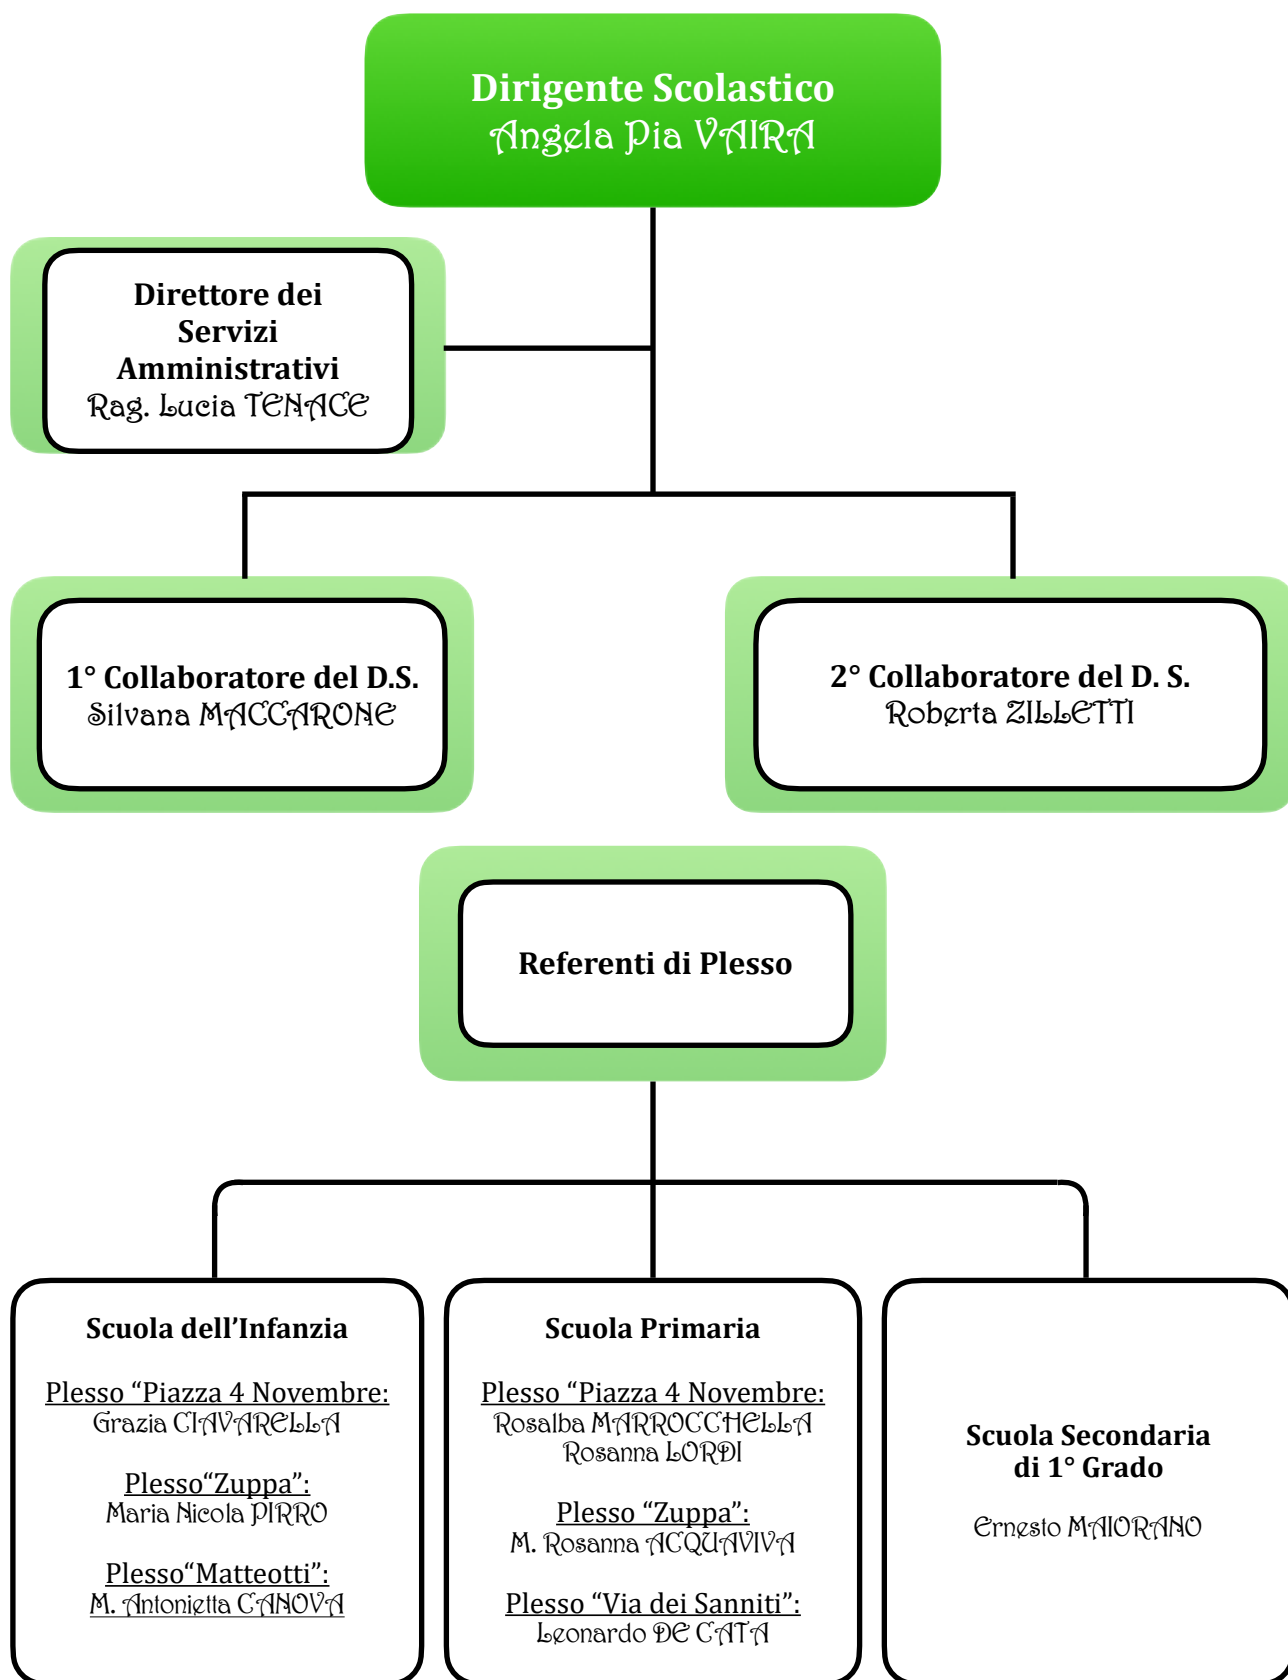 Dirigente Scolastico
Angela Pia VAIRA
Direttore dei
Servizi
Amministrativi
Rag. Lucia TENACE
1° Collaboratore del D.S.
Silvana MACCARONE
2° Collaboratore del D. S.
Roberta ZILLETTI
Referenti di Plesso
Scuola dell’Infanzia
Plesso “Piazza 4 Novembre:
Grazia CIAVARELLA
Plesso“Zuppa”:
Maria Nicola PIRRO
Plesso“Matteotti”:
M. Antonietta CANOVA
Scuola Primaria
Plesso “Piazza 4 Novembre:
Rosalba MARROCCHELLA
Rosanna LORDI
Plesso “Zuppa”:
M. Rosanna ACQUAVIVA
Plesso “Via dei Sanniti”:
Leonardo DE CATA
Scuola Secondaria
di 1° Grado
Ernesto MAIORANO